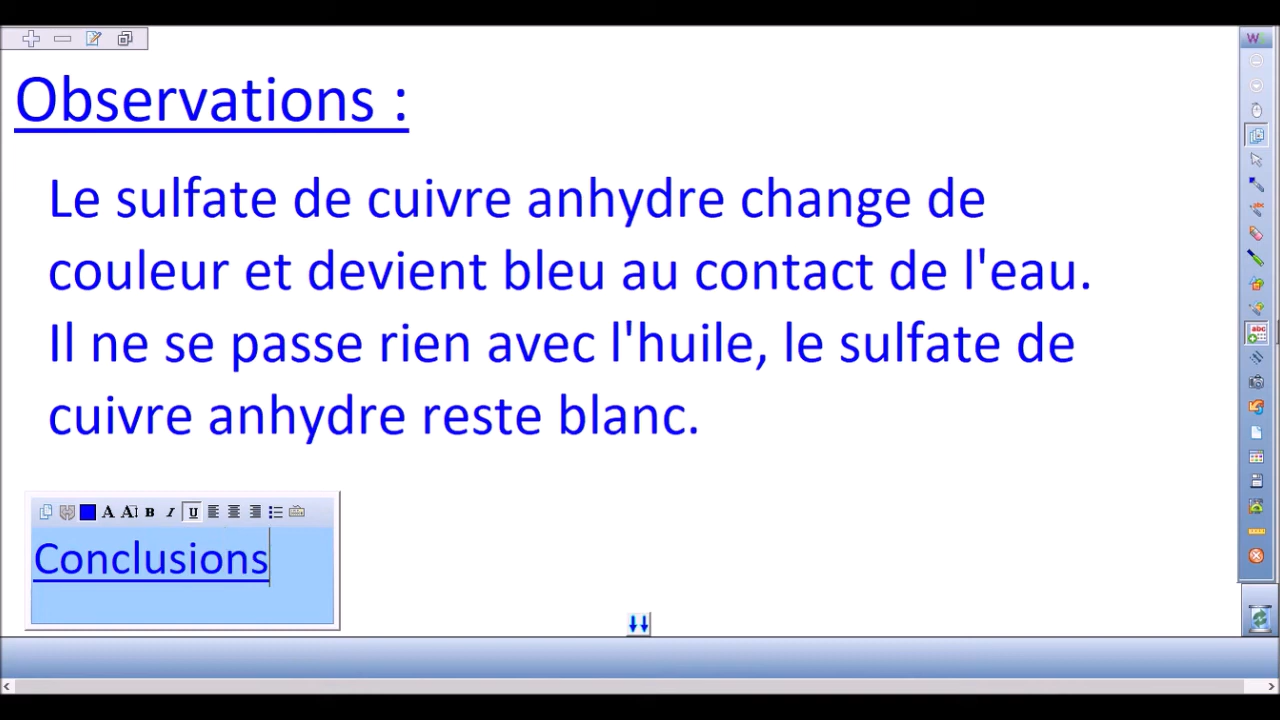 Observations :
Le sulfate de cuivre anhydre change de
couleur et devient bleu au contact de l'eau.
Il ne se passe rien avec l'huile, le sulfate de
cuivre anhydre reste blanc.
A A B I U
Conclusions
W
abc